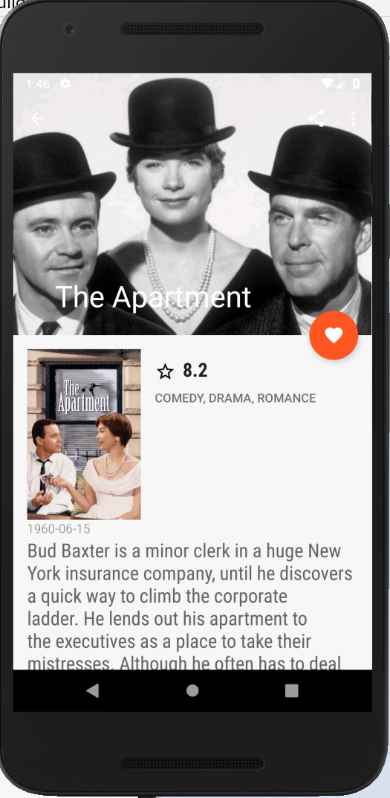 1:46
The Apartment
8.2
COMEDY, DRAMA, ROMANCE
The
Apartment
1960-06-15
Bud Baxter is a minor clerk in a huge New
York insurance company, until he discovers
a quick way to climb the corporate
ladder. He lends out his apartment to
the executives as a place to take their
mistresses. Although he often has to deal